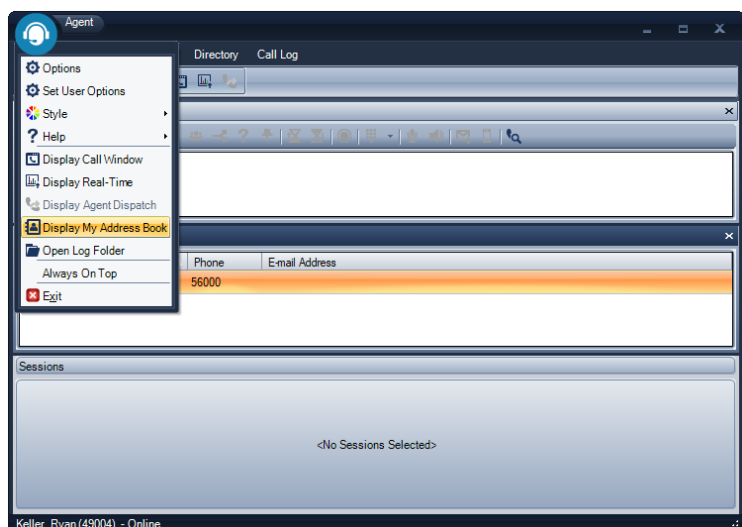 Agent
Directory Call Log
Options
Set User Options
Style
? Help
Display Call Window
Display Real-Time
Display Agent Dispatch
Display My Address Book
Open Log Folder
Always On Top
Exit
Phone E-mail Address
56000
Sessions
<No Sessions Selected>
Keller, Ryan (49004) - Online